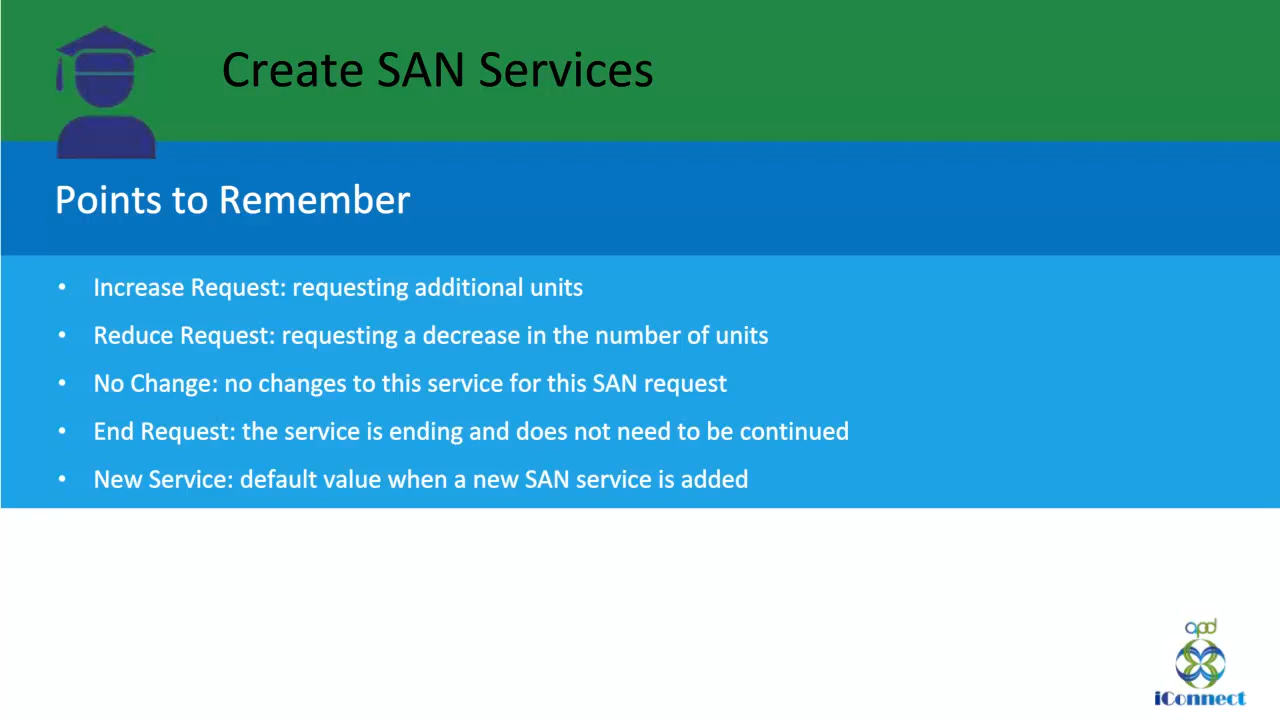 Create SAN Services
Points to Remember
• Increase Request: requesting additional units
• Reduce Request: requesting a decrease in the number of units
• No Change: no changes to this service for this SAN request
• End Request: the service is ending and does not need to be continued
• New Service: default value when a new SAN service is added
apd
iConnect